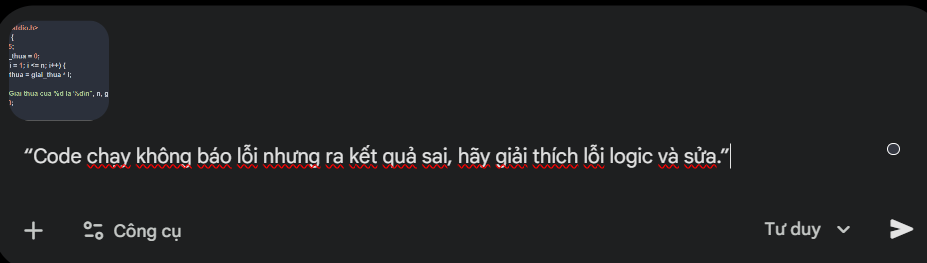 stdio.h>
{
5;
_thua = 0;
i = 1; i <= n; i++) {
thua = giai_thua * i;
Giai thua cua %d la %d\n", n, g
);
“Code chạy không báo lỗi nhưng ra kết quả sai, hãy giải thích lỗi logic và sửa.”
Công cụ
Tư duy